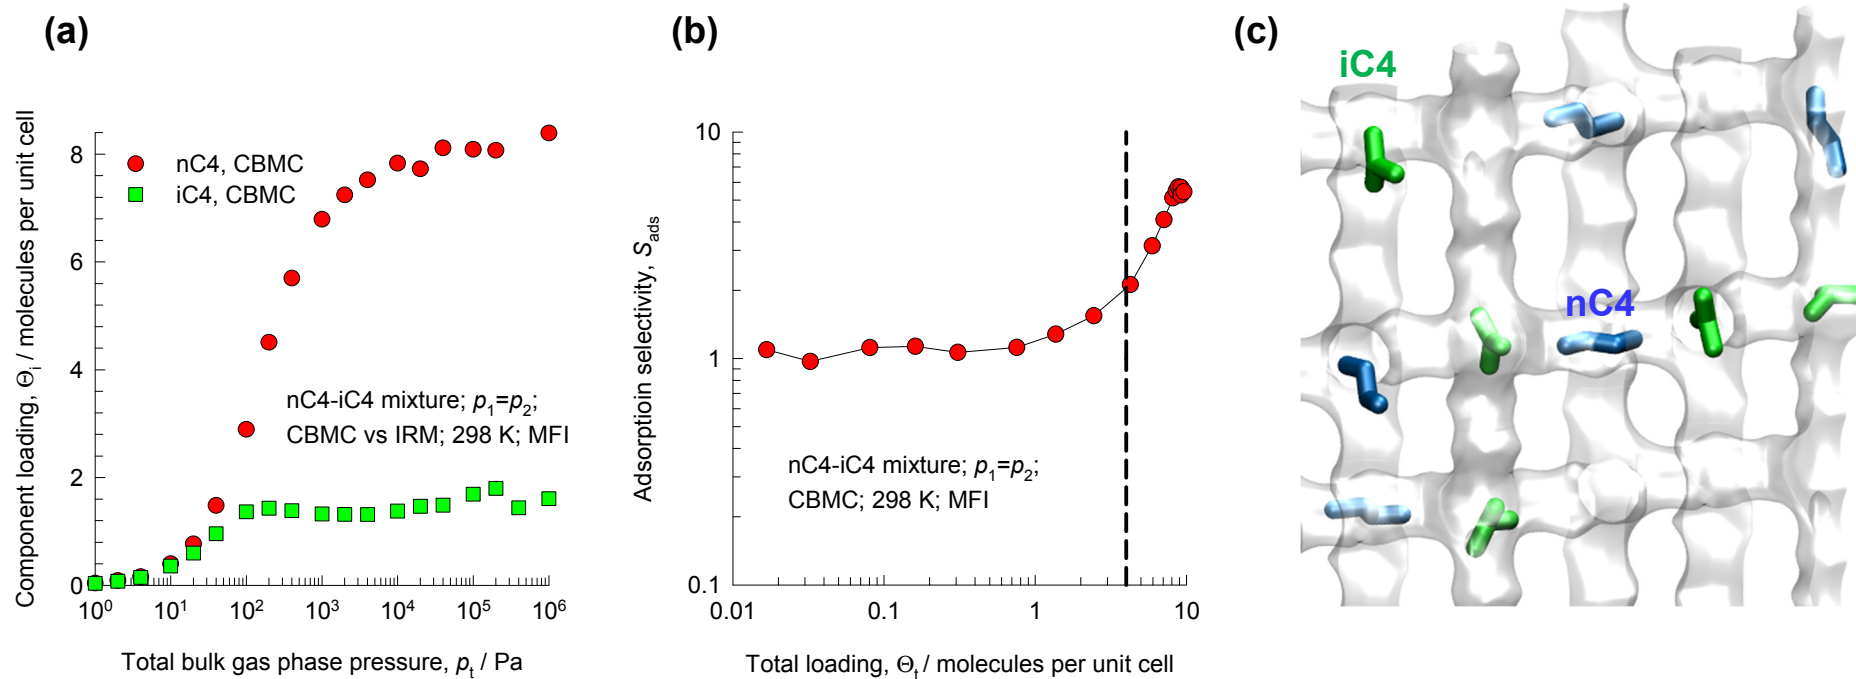 (a)
Component loading, Θi / molecules per unit cell
8
6
4
2
0
nC4, CBMC
iC4, CBMC
nC4-iC4 mixture; p1=p2;
CBMC vs IRM; 298 K; MFI
10^0 10^1 10^2 10^3 10^4 10^5 10^6
Total bulk gas phase pressure, pt / Pa
(b)
Adsorptioin selectivity, Sads
10
1
0.1
nC4-iC4 mixture; p1=p2;
CBMC; 298 K; MFI
0.01 0.1 1 10
Total loading, Θt / molecules per unit cell
(c)
iC4
nC4